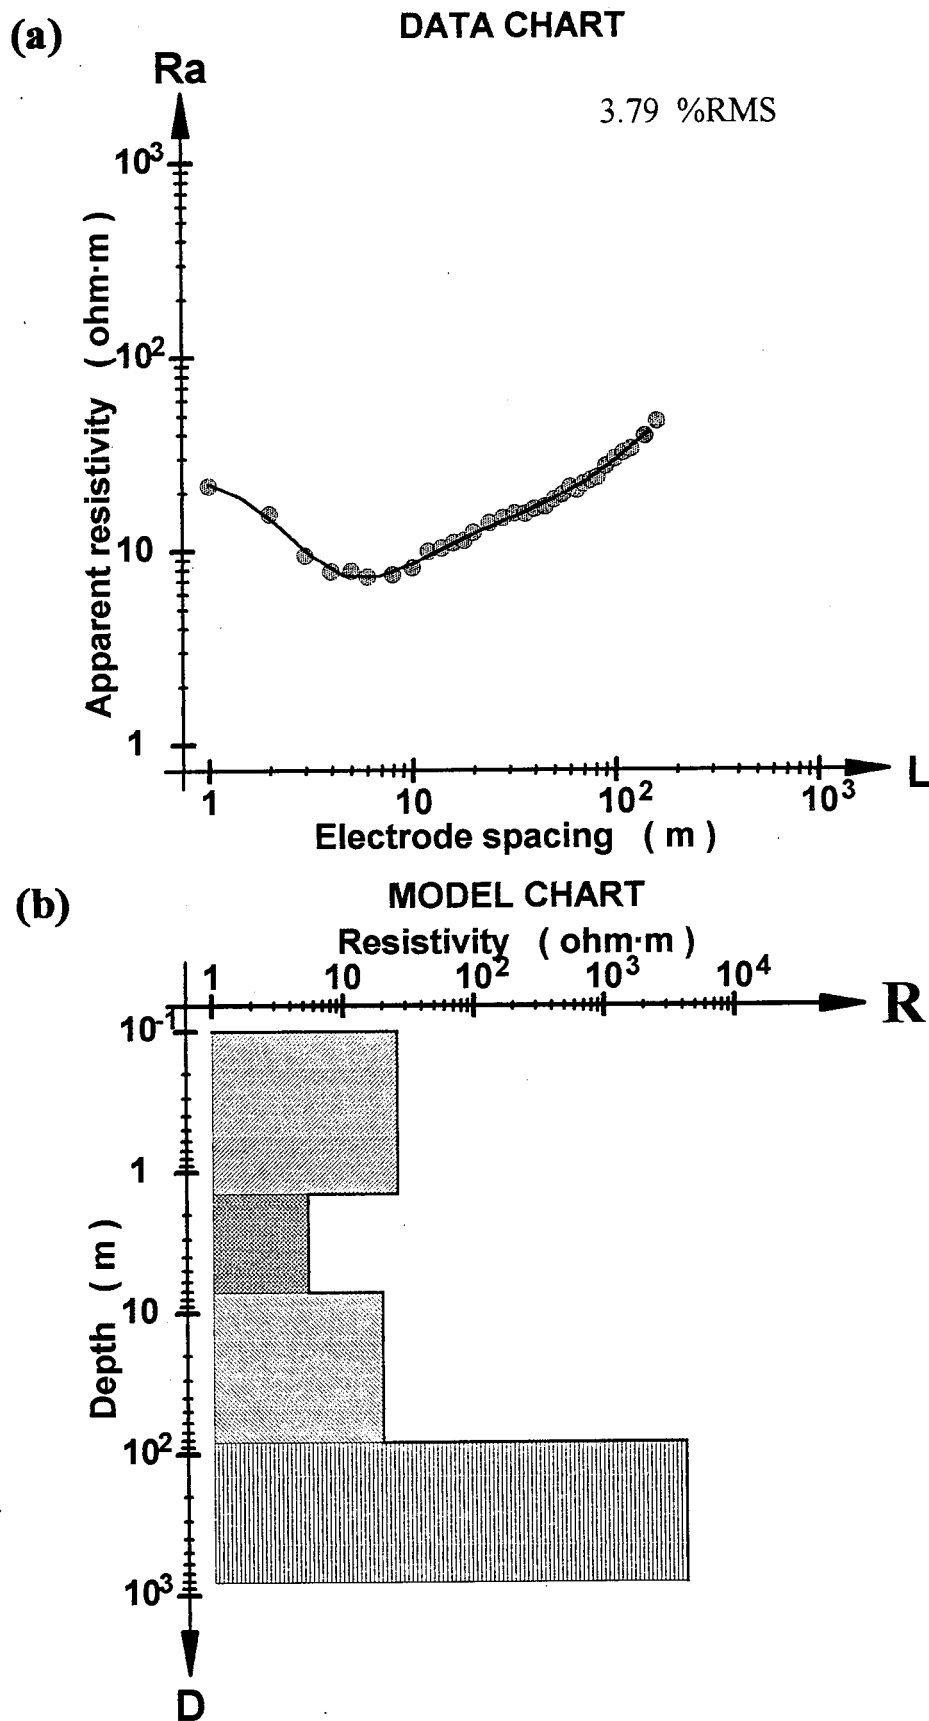 (a)
DATA CHART
Ra
3.79 %RMS
10³
10²
10
1
Apparent resistivity ( ohm·m )
1 10 10² 10³
L
Electrode spacing ( m )
(b)
MODEL CHART
Resistivity ( ohm·m )
1 10 10² 10³ 10⁴
R
10⁻¹
1
10
10²
10³
Depth ( m )
D